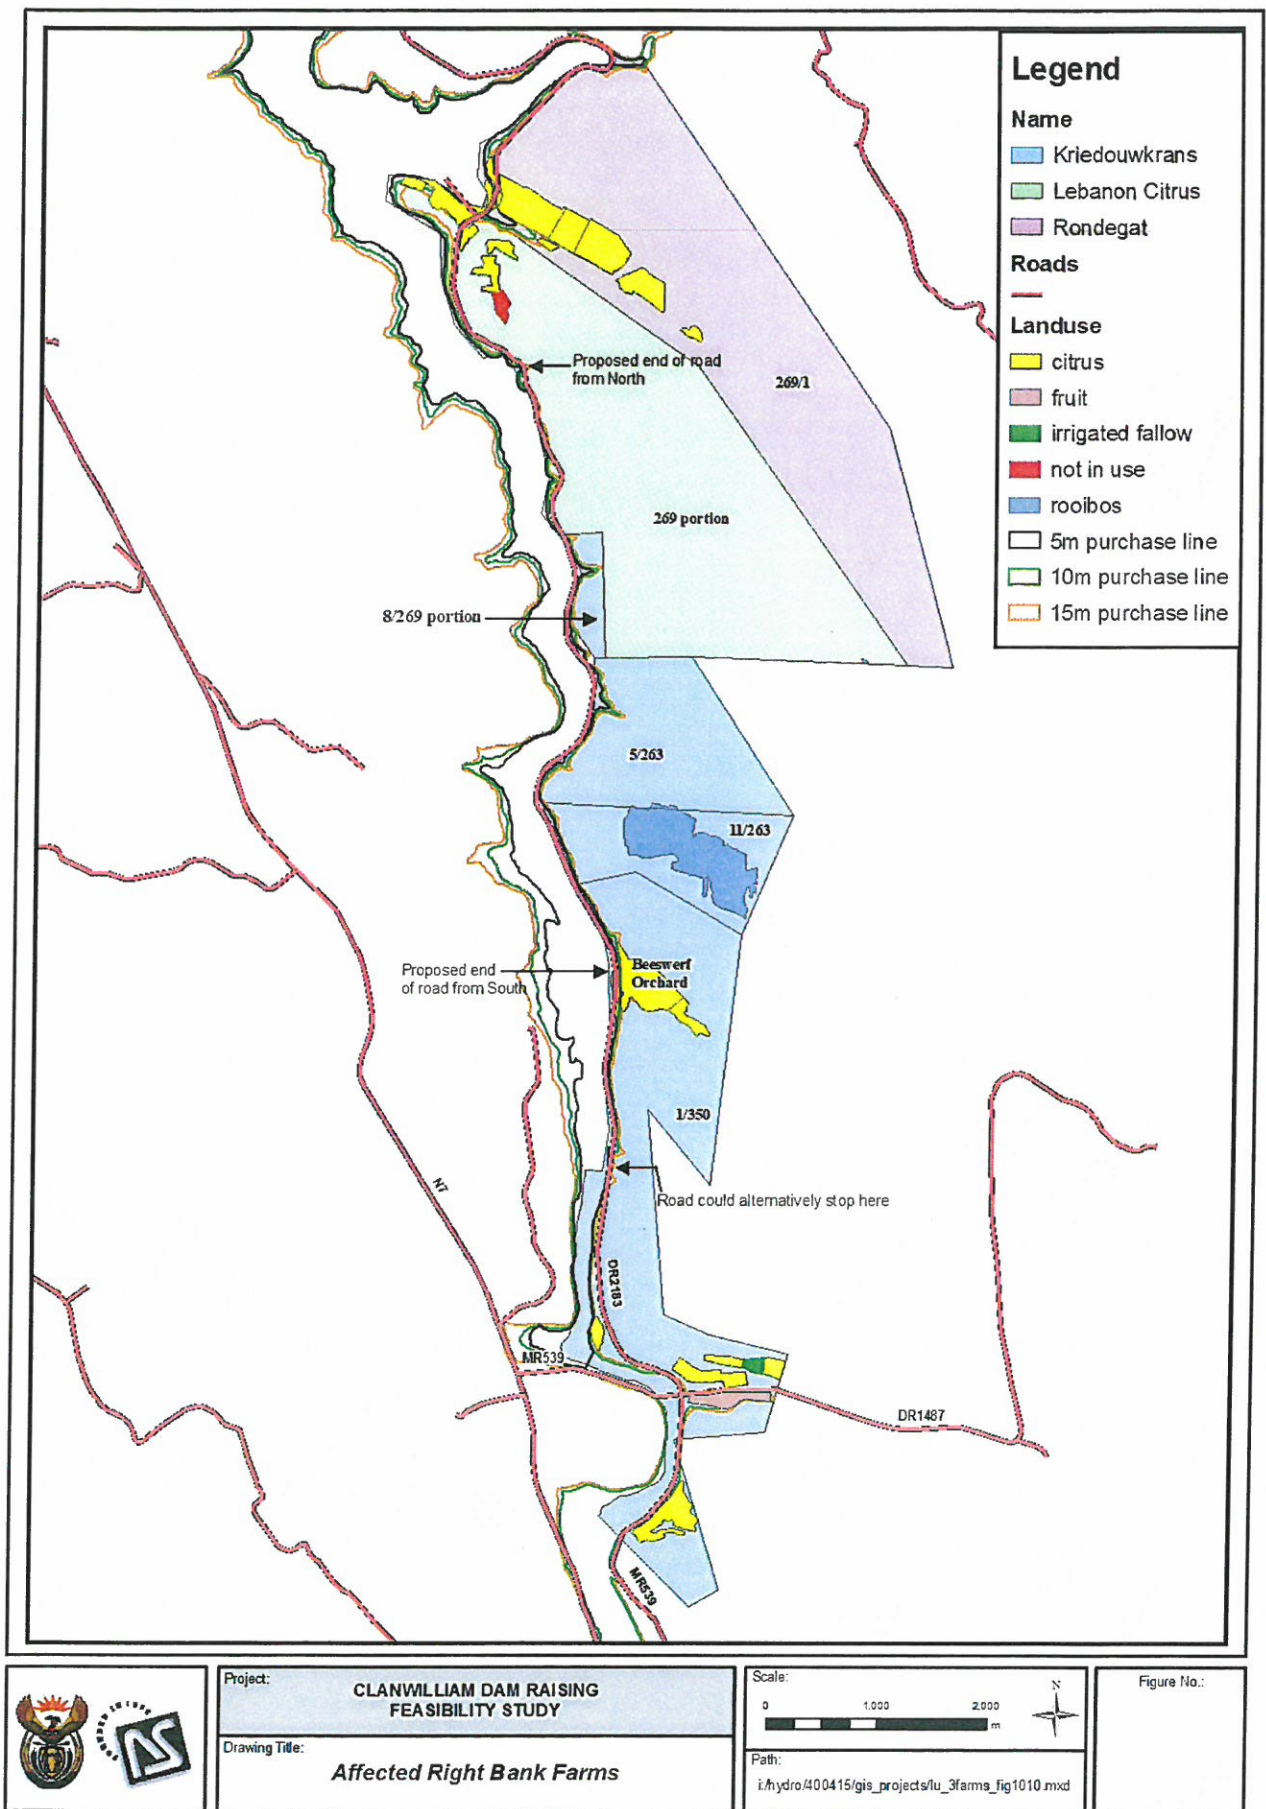 Legend
Name
Kriedouwkrans
Lebanon Citrus
Rondegat
Roads
Landuse
citrus
fruit
irrigated fallow
not in use
rooibos
5m purchase line
10m purchase line
15m purchase line
Proposed end of road
from North
269/1
269 portion
8/269 portion
5/263
11/263
Proposed end
of road from South
Beeswerf
Orchard
1/350
N7
Road could alternatively stop here
DR2183
MR539
DR1487
MR539
Project:
CLANWILLIAM DAM RAISING
FEASIBILITY STUDY
Drawing Title:
Affected Right Bank Farms
Scale:
0 1,000 2,000
m
N
Path:
i:/hydro/400415/gis_projects/lu_3farms_fig1010.mxd
Figure No.: